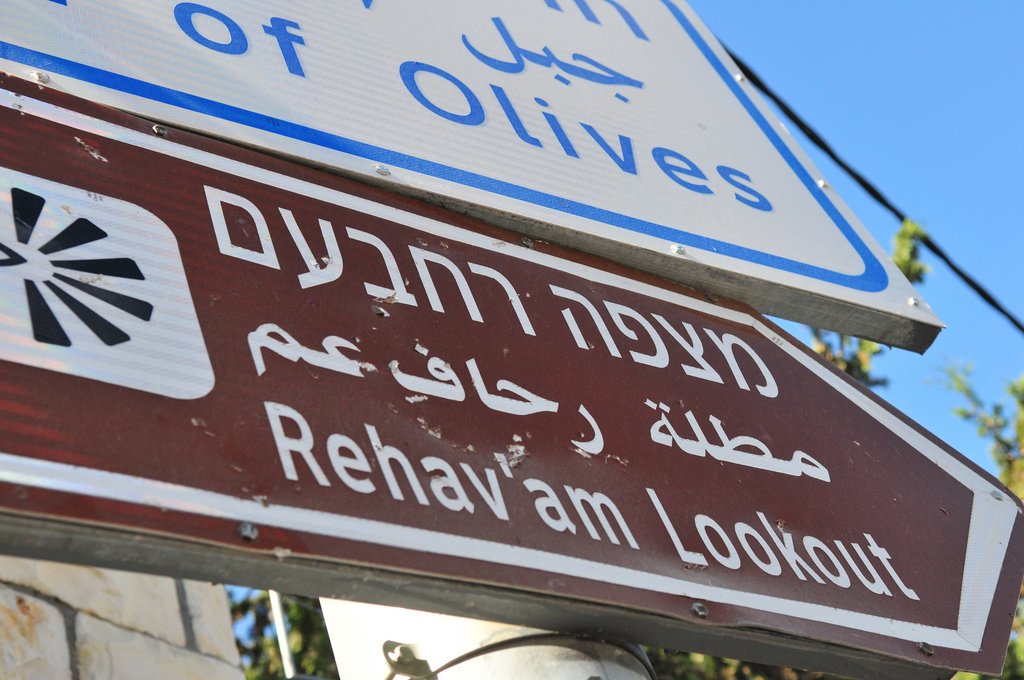 جبل
of Olives
מצפה רחבעם
مطلة رحافعم
Rehav'am Lookout